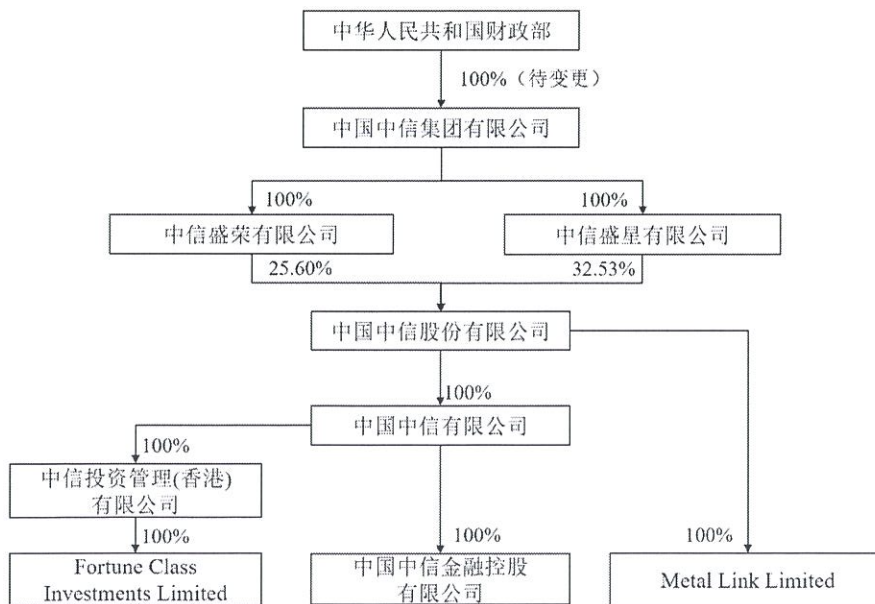 中华人民共和国财政部
100%（待变更）
中国中信集团有限公司
100%
100%
中信盛荣有限公司
中信盛星有限公司
25.60%
32.53%
中国中信股份有限公司
100%
中国中信有限公司
100%
中信投资管理(香港)
有限公司
100%
100%
100%
Fortune Class
Investments Limited
中国中信金融控股
有限公司
Metal Link Limited